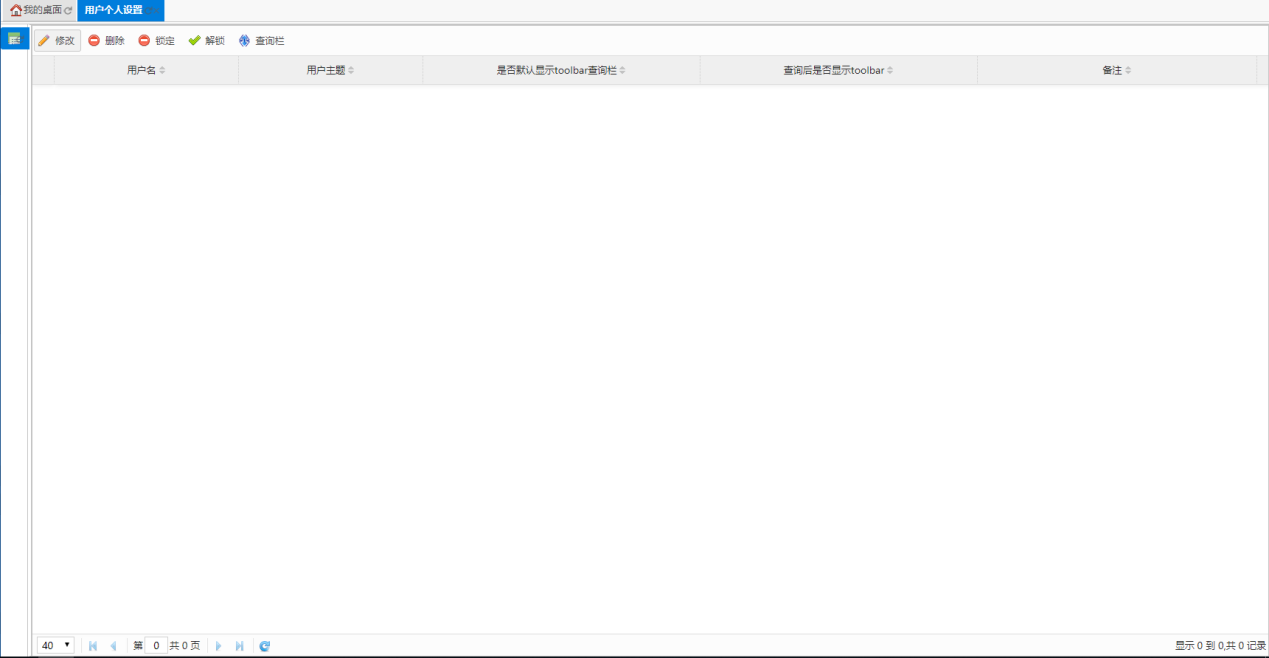 我的桌面 用户个人设置
修改 删除 锁定 解锁 查询栏
用户名 用户主题 是否默认显示toolbar查询栏 查询后是否显示toolbar 备注
40 第 0 共 0 页 显示 0 到 0,共 0 记录